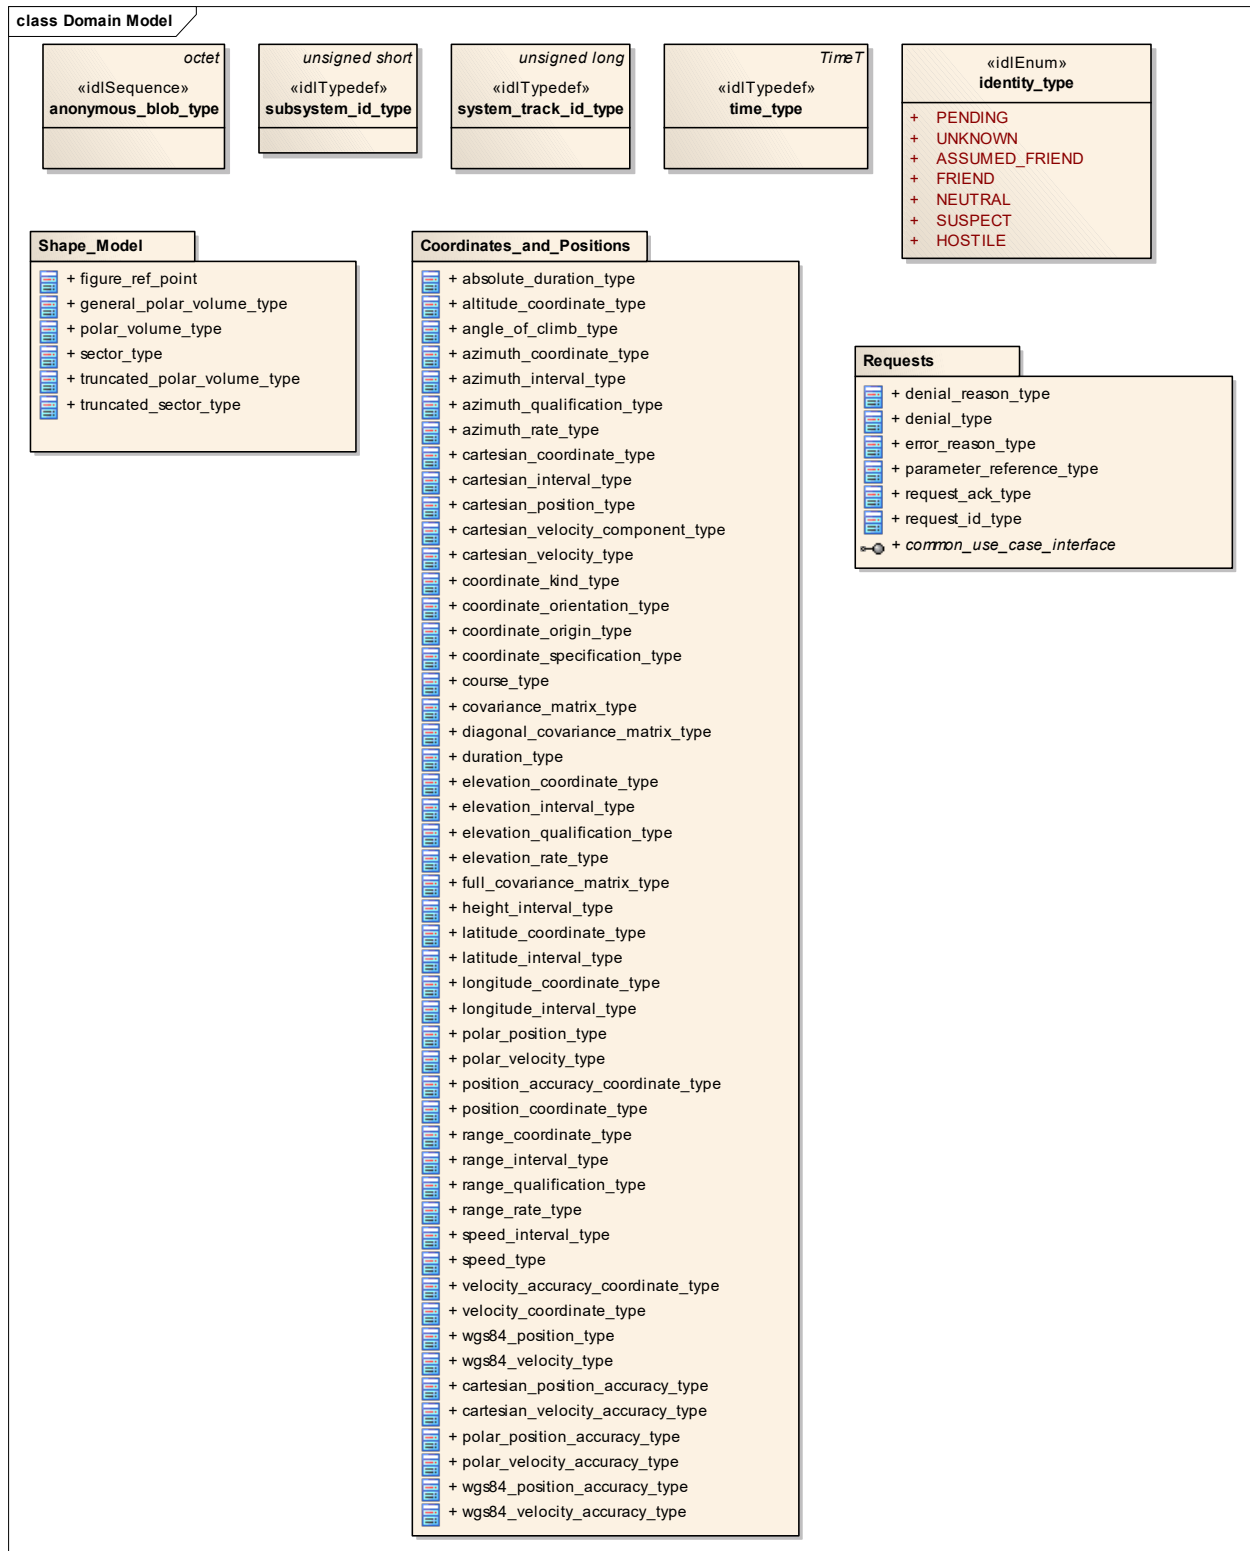 class Domain Model
octet
«idlSequence»
anonymous_blob_type
unsigned short
«idlTypedef»
subsystem_id_type
unsigned long
«idlTypedef»
system_track_id_type
TimeT
«idlTypedef»
time_type
«idlEnum»
identity_type
+ PENDING
+ UNKNOWN
+ ASSUMED_FRIEND
+ FRIEND
+ NEUTRAL
+ SUSPECT
+ HOSTILE
Shape_Model
+ figure_ref_point
+ general_polar_volume_type
+ polar_volume_type
+ sector_type
+ truncated_polar_volume_type
+ truncated_sector_type
Coordinates_and_Positions
+ absolute_duration_type
+ altitude_coordinate_type
+ angle_of_climb_type
+ azimuth_coordinate_type
+ azimuth_interval_type
+ azimuth_qualification_type
+ azimuth_rate_type
+ cartesian_coordinate_type
+ cartesian_interval_type
+ cartesian_position_type
+ cartesian_velocity_component_type
+ cartesian_velocity_type
+ coordinate_kind_type
+ coordinate_orientation_type
+ coordinate_origin_type
+ coordinate_specification_type
+ course_type
+ covariance_matrix_type
+ diagonal_covariance_matrix_type
+ duration_type
+ elevation_coordinate_type
+ elevation_interval_type
+ elevation_qualification_type
+ elevation_rate_type
+ full_covariance_matrix_type
+ height_interval_type
+ latitude_coordinate_type
+ latitude_interval_type
+ longitude_coordinate_type
+ longitude_interval_type
+ polar_position_type
+ polar_velocity_type
+ position_accuracy_coordinate_type
+ position_coordinate_type
+ range_coordinate_type
+ range_interval_type
+ range_qualification_type
+ range_rate_type
+ speed_interval_type
+ speed_type
+ velocity_accuracy_coordinate_type
+ velocity_coordinate_type
+ wgs84_position_type
+ wgs84_velocity_type
+ cartesian_position_accuracy_type
+ cartesian_velocity_accuracy_type
+ polar_position_accuracy_type
+ polar_velocity_accuracy_type
+ wgs84_position_accuracy_type
+ wgs84_velocity_accuracy_type
Requests
+ denial_reason_type
+ denial_type
+ error_reason_type
+ parameter_reference_type
+ request_ack_type
+ request_id_type
+ common_use_case_interface